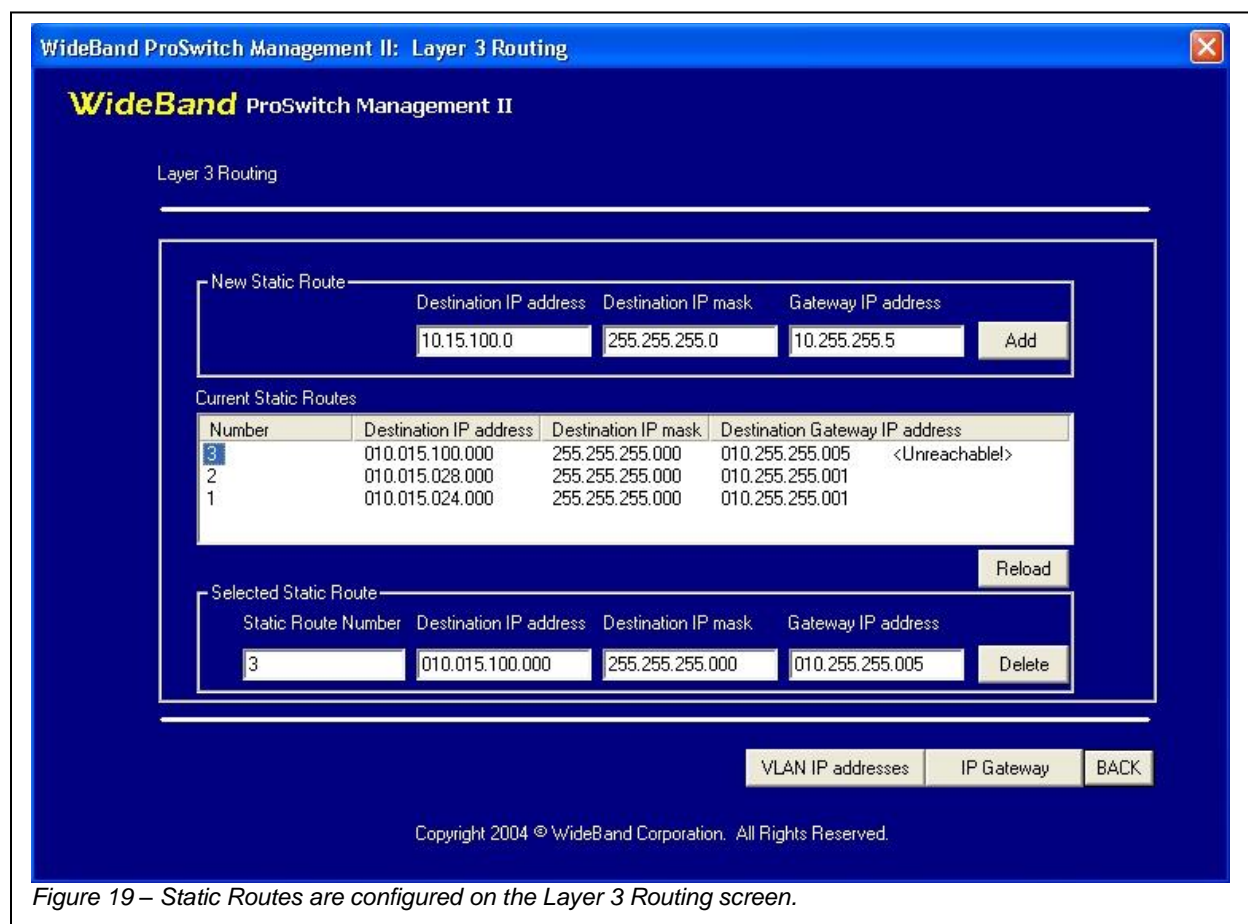 WideBand ProSwitch Management II: Layer 3 Routing
WideBand ProSwitch Management II
Layer 3 Routing
New Static Route
Destination IP address Destination IP mask Gateway IP address
10.15.100.0 255.255.255.0 10.255.255.5 Add
Current Static Routes
Number Destination IP address Destination IP mask Destination Gateway IP address
3 010.015.100.000 255.255.255.000 010.255.255.005 <Unreachable!>
2 010.015.028.000 255.255.255.000 010.255.255.001
1 010.015.024.000 255.255.255.000 010.255.255.001
Reload
Selected Static Route
Static Route Number Destination IP address Destination IP mask Gateway IP address
3 010.015.100.000 255.255.255.000 010.255.255.005 Delete
VLAN IP addresses IP Gateway BACK
Copyright 2004 © WideBand Corporation. All Rights Reserved.
Figure 19 – Static Routes are configured on the Layer 3 Routing screen.